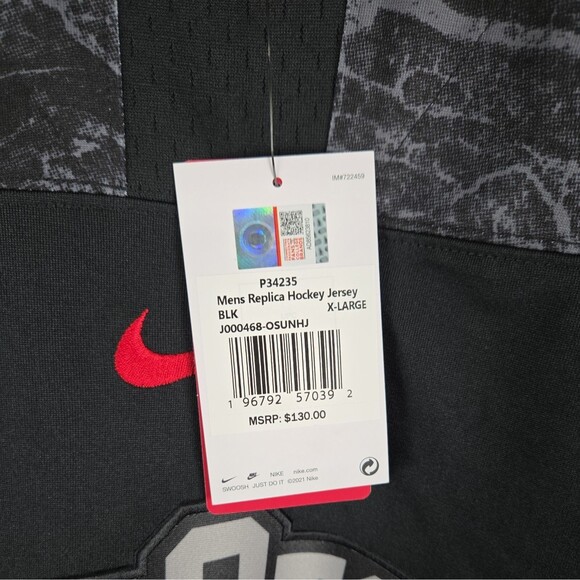 IM#722459
P34235
Mens Replica Hockey Jersey
BLK X-LARGE
J000468-OSUNHJ
1 96792 57039 2
MSRP: $130.00
NIKE nike.com
SWOOSH JUST DO IT ©2021 Nike